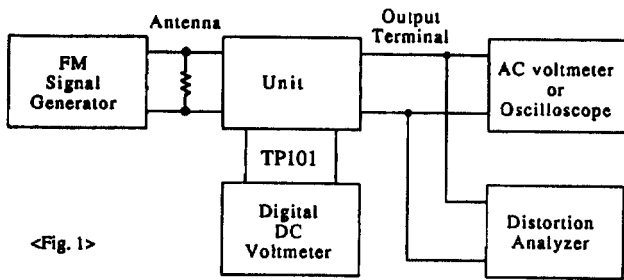 Antenna
Output
Terminal
FM
Signal
Generator
Unit
AC voltmeter
or
Oscilloscope
TP101
Digital
DC
Voltmeter
Distortion
Analyzer
<Fig. 1>